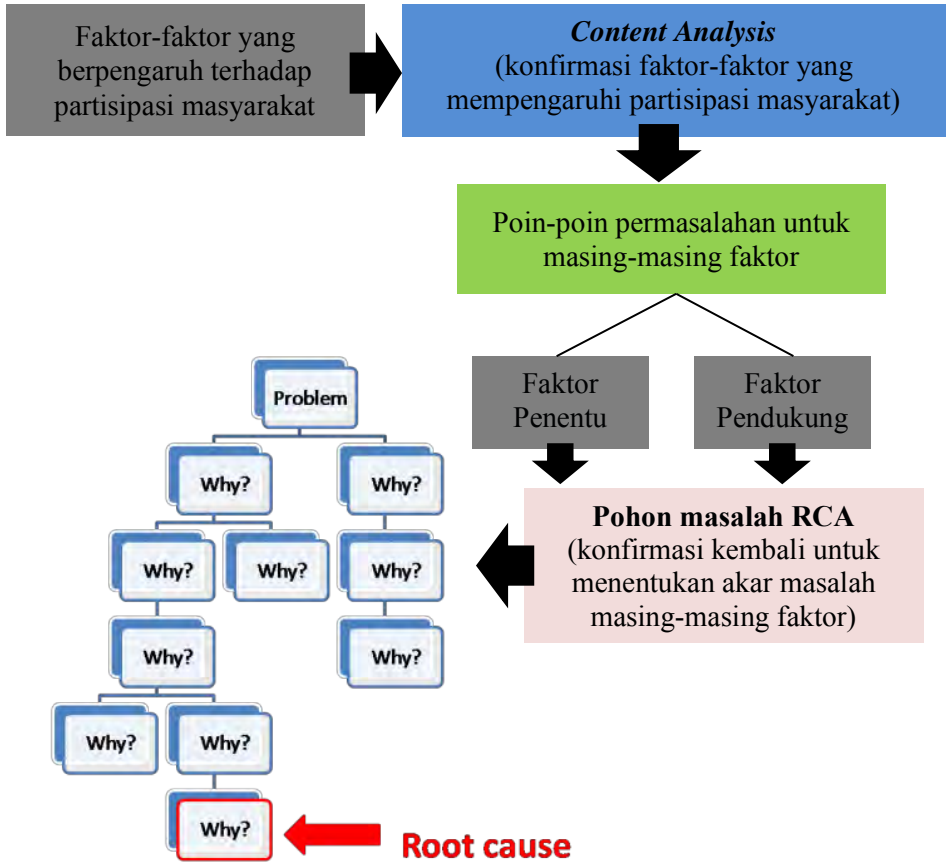 Faktor-faktor yang
berpengaruh terhadap
partisipasi masyarakat
Content Analysis
(konfirmasi faktor-faktor yang
mempengaruhi partisipasi masyarakat)
Poin-poin permasalahan untuk
masing-masing faktor
Faktor
Penentu
Faktor
Pendukung
Pohon masalah RCA
(konfirmasi kembali untuk
menentukan akar masalah
masing-masing faktor)
Problem
Why?
Why?
Why?
Why?
Why?
Why?
Why?
Why?
Why?
Why?
Root cause